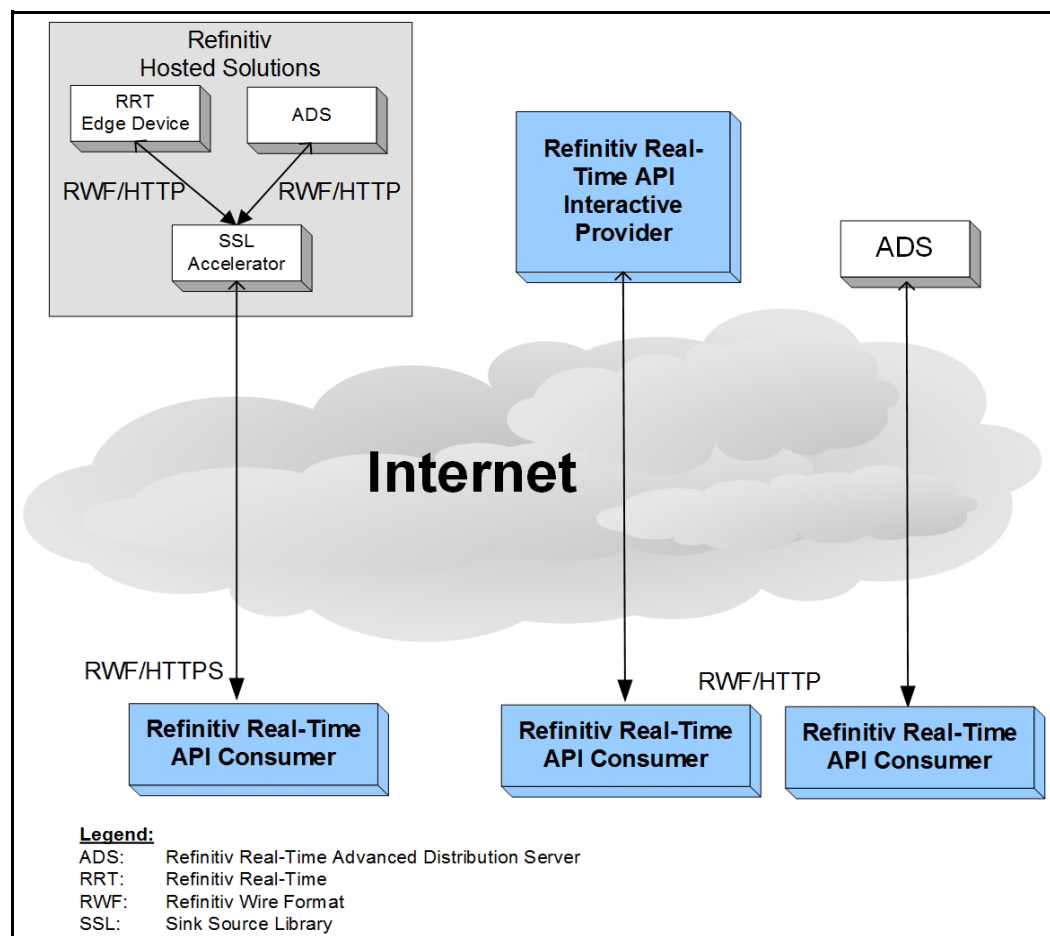 Refinitiv
Hosted Solutions
RRT
Edge Device
ADS
RWF/HTTP
RWF/HTTP
SSL
Accelerator
Refinitiv Real-
Time API
Interactive
Provider
ADS
Internet
RWF/HTTPS
RWF/HTTP
Refinitiv Real-Time
API Consumer
Refinitiv Real-Time
API Consumer
Refinitiv Real-Time
API Consumer
Legend:
ADS: Refinitiv Real-Time Advanced Distribution Server
RRT: Refinitiv Real-Time
RWF: Refinitiv Wire Format
SSL: Sink Source Library